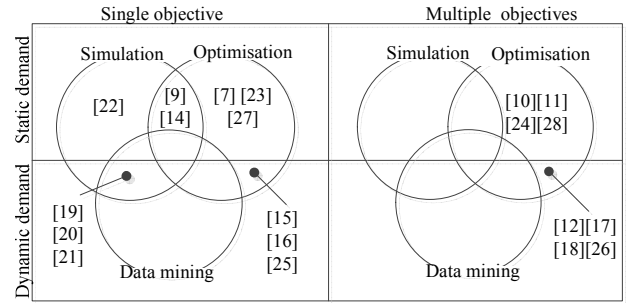 Single objective
Multiple objectives
Static demand
Simulation
Optimisation
[22]
[9]
[14]
[7] [23]
[27]
Simulation
Optimisation
[10][11]
[24][28]
Dynamic demand
[19]
[20]
[21]
[15]
[16]
[25]
Data mining
[12][17]
[18][26]
Data mining